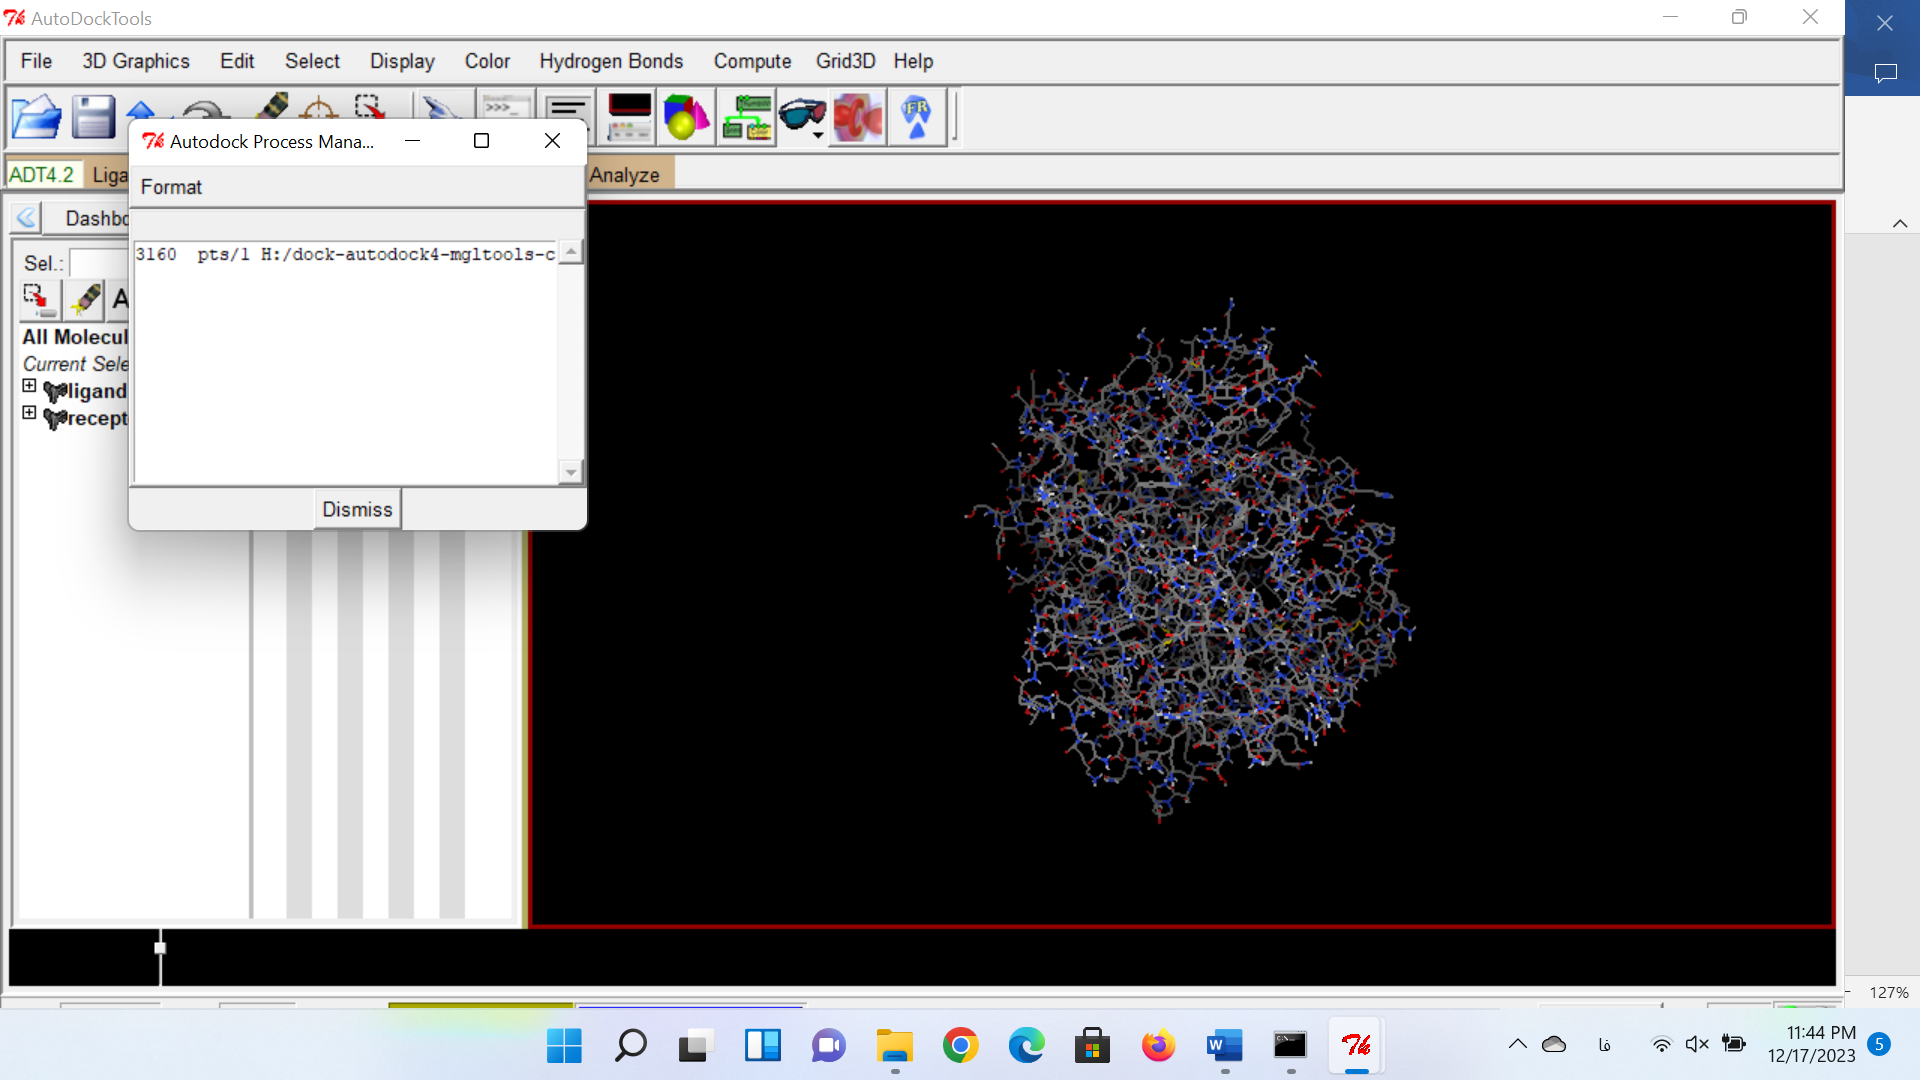 AutoDockTools
File 3D Graphics Edit Select Display Color Hydrogen Bonds Compute Grid3D Help
>>>_
FR
Autodock Process Mana...
ADT4.2 Liga Analyze
Format
Dashbo
3160 pts/1 H:/dock-autodock4-mgltools-c
Sel.:
A
All Molecul
Current Sele
ligand
recept
Dismiss
127%
فا
11:44 PM
12/17/2023
5